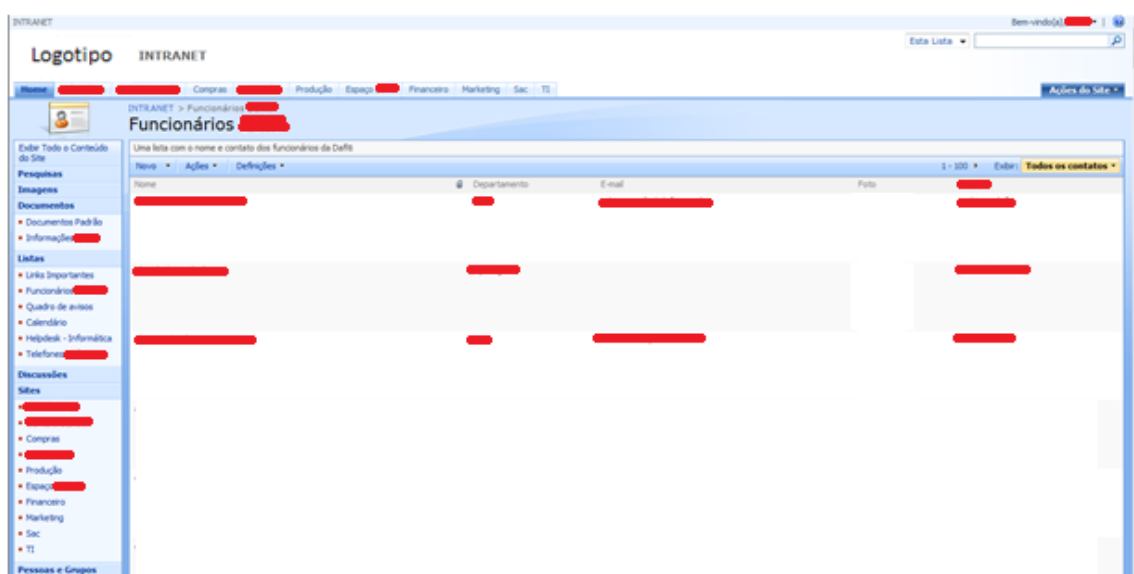 INTRANET
Bem-vindo(a)
Esta Lista
Logotipo INTRANET
Home Compras Produção Espaço Financeiro Marketing Sac TI Ações do Site
INTRANET > Funcionários
Funcionários
Exibir Todo o Conteúdo do Site
Uma lista com o nome e contato dos funcionários da Dafiti
Novo Ações Definições 1 - 100 Exibir: Todos os contatos
Pesquisas
Nome Departamento E-mail Foto
Imagens
Documentos
Documentos Padrão
Informações
Listas
Links Importantes
Funcionários
Quadro de avisos
Calendário
Helpdesk - Informática
Telefones
Discussões
Sites
Compras
Produção
Espaço
Financeiro
Marketing
Sac
TI
Pessoas e Grupos